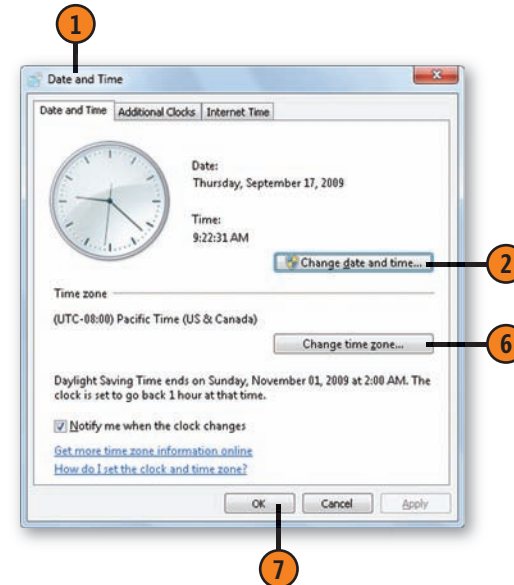 1
Date and Time
Date and Time Additional Clocks Internet Time
Date:
Thursday, September 17, 2009
Time:
9:22:31 AM
Change date and time...
2
Time zone
(UTC-08:00) Pacific Time (US & Canada)
Change time zone...
6
Daylight Saving Time ends on Sunday, November 01, 2009 at 2:00 AM. The
clock is set to go back 1 hour at that time.
Notify me when the clock changes
Get more time zone information online
How do I set the clock and time zone?
OK Cancel Apply
7